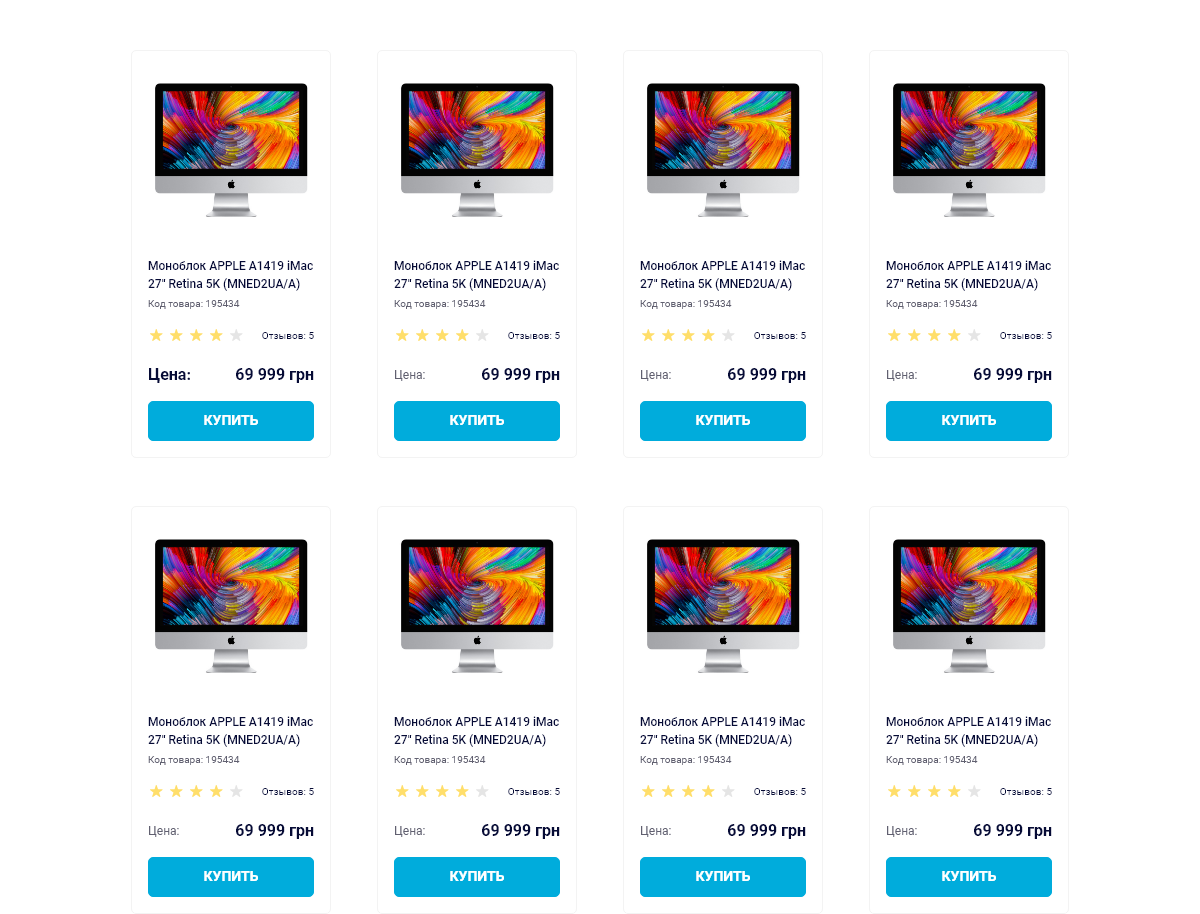 Моноблок APPLE A1419 iMac
27" Retina 5K (MNED2UA/A)
Код товара: 195434
Отзывов: 5
Цена: 69 999 грн
КУПИТЬ
Моноблок APPLE A1419 iMac
27" Retina 5K (MNED2UA/A)
Код товара: 195434
Отзывов: 5
Цена: 69 999 грн
КУПИТЬ
Моноблок APPLE A1419 iMac
27" Retina 5K (MNED2UA/A)
Код товара: 195434
Отзывов: 5
Цена: 69 999 грн
КУПИТЬ
Моноблок APPLE A1419 iMac
27" Retina 5K (MNED2UA/A)
Код товара: 195434
Отзывов: 5
Цена: 69 999 грн
КУПИТЬ
Моноблок APPLE A1419 iMac
27" Retina 5K (MNED2UA/A)
Код товара: 195434
Отзывов: 5
Цена: 69 999 грн
КУПИТЬ
Моноблок APPLE A1419 iMac
27" Retina 5K (MNED2UA/A)
Код товара: 195434
Отзывов: 5
Цена: 69 999 грн
КУПИТЬ
Моноблок APPLE A1419 iMac
27" Retina 5K (MNED2UA/A)
Код товара: 195434
Отзывов: 5
Цена: 69 999 грн
КУПИТЬ
Моноблок APPLE A1419 iMac
27" Retina 5K (MNED2UA/A)
Код товара: 195434
Отзывов: 5
Цена: 69 999 грн
КУПИТЬ